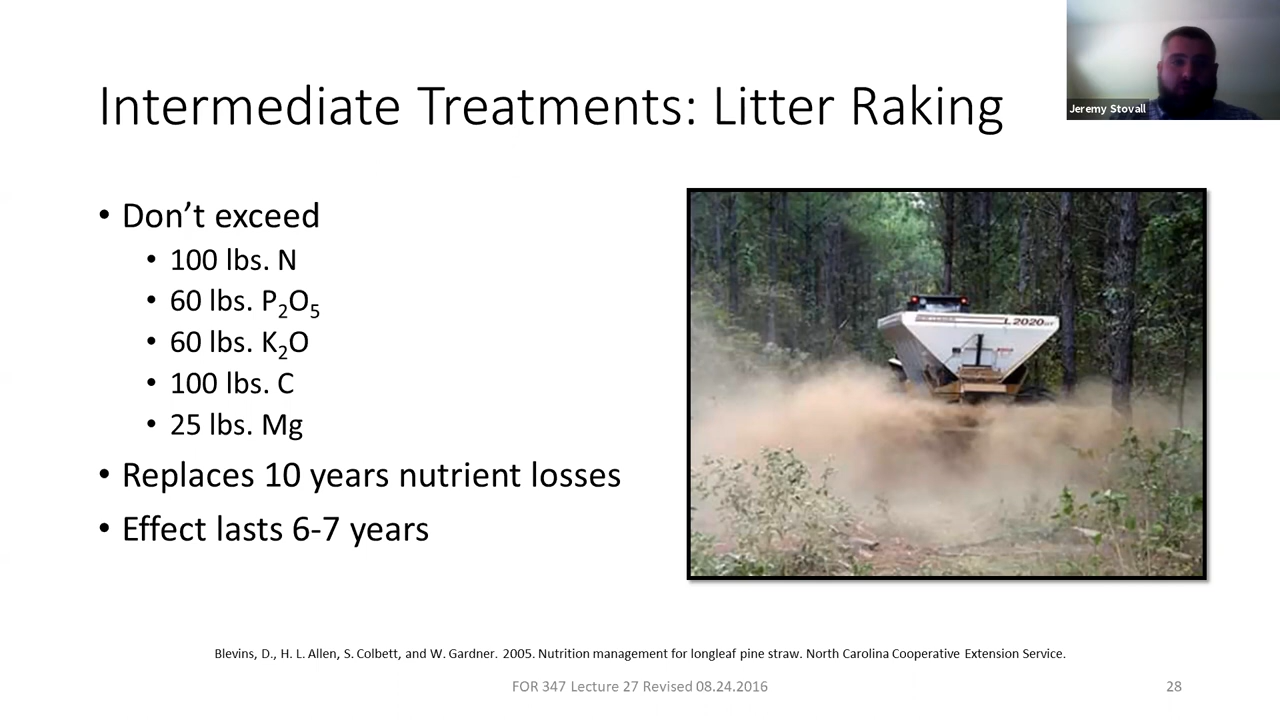 Jeremy Stovall
Intermediate Treatments: Litter Raking
• Don’t exceed
• 100 lbs. N
• 60 lbs. P₂O₅
• 60 lbs. K₂O
• 100 lbs. C
• 25 lbs. Mg
• Replaces 10 years nutrient losses
• Effect lasts 6-7 years
L 2020
Blevins, D., H. L. Allen, S. Colbett, and W. Gardner. 2005. Nutrition management for longleaf pine straw. North Carolina Cooperative Extension Service.
FOR 347 Lecture 27 Revised 08.24.2016
28